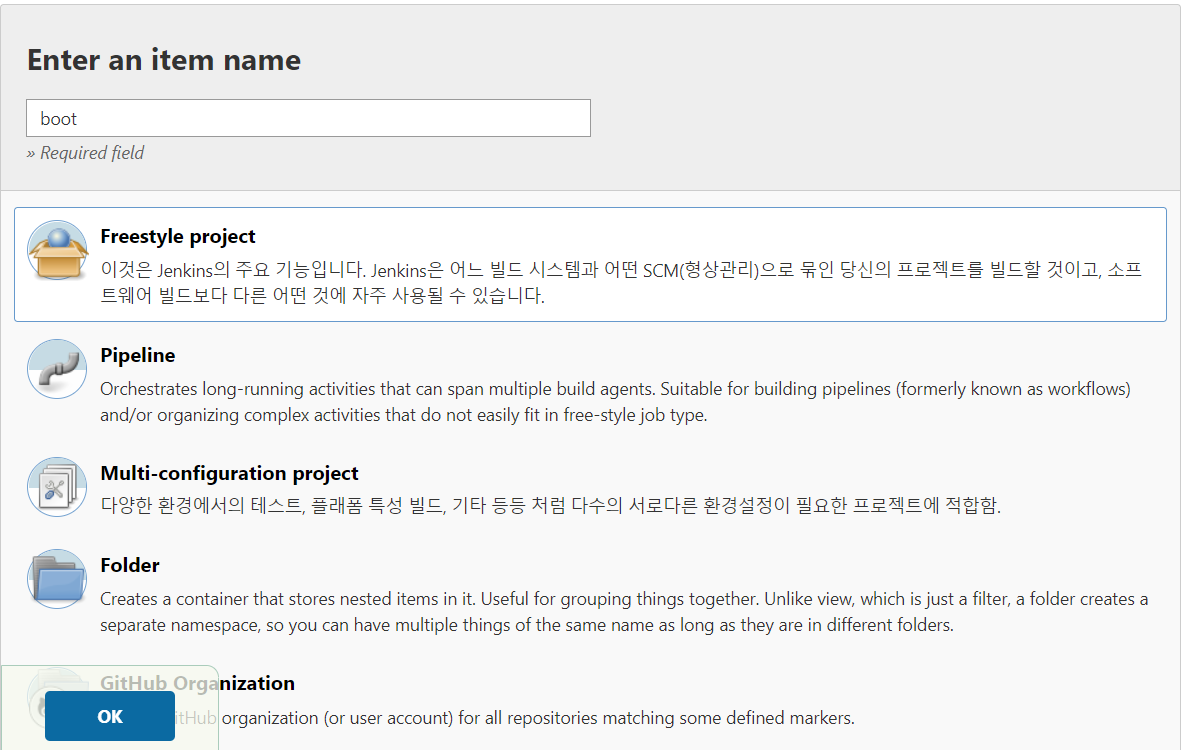 Enter an item name
boot
» Required field
Freestyle project
이것은 Jenkins의 주요 기능입니다. Jenkins은 어느 빌드 시스템과 어떤 SCM(형상관리)으로 묶인 당신의 프로젝트를 빌드할 것이고, 소프
트웨어 빌드보다 다른 어떤 것에 자주 사용될 수 있습니다.
Pipeline
Orchestrates long-running activities that can span multiple build agents. Suitable for building pipelines (formerly known as workflows)
and/or organizing complex activities that do not easily fit in free-style job type.
Multi-configuration project
다양한 환경에서의 테스트, 플래폼 특성 빌드, 기타 등등 처럼 다수의 서로다른 환경설정이 필요한 프로젝트에 적합함.
Folder
Creates a container that stores nested items in it. Useful for grouping things together. Unlike view, which is just a filter, a folder creates a
separate namespace, so you can have multiple things of the same name as long as they are in different folders.
GitHub Organization
OK
GitHub organization (or user account) for all repositories matching some defined markers.